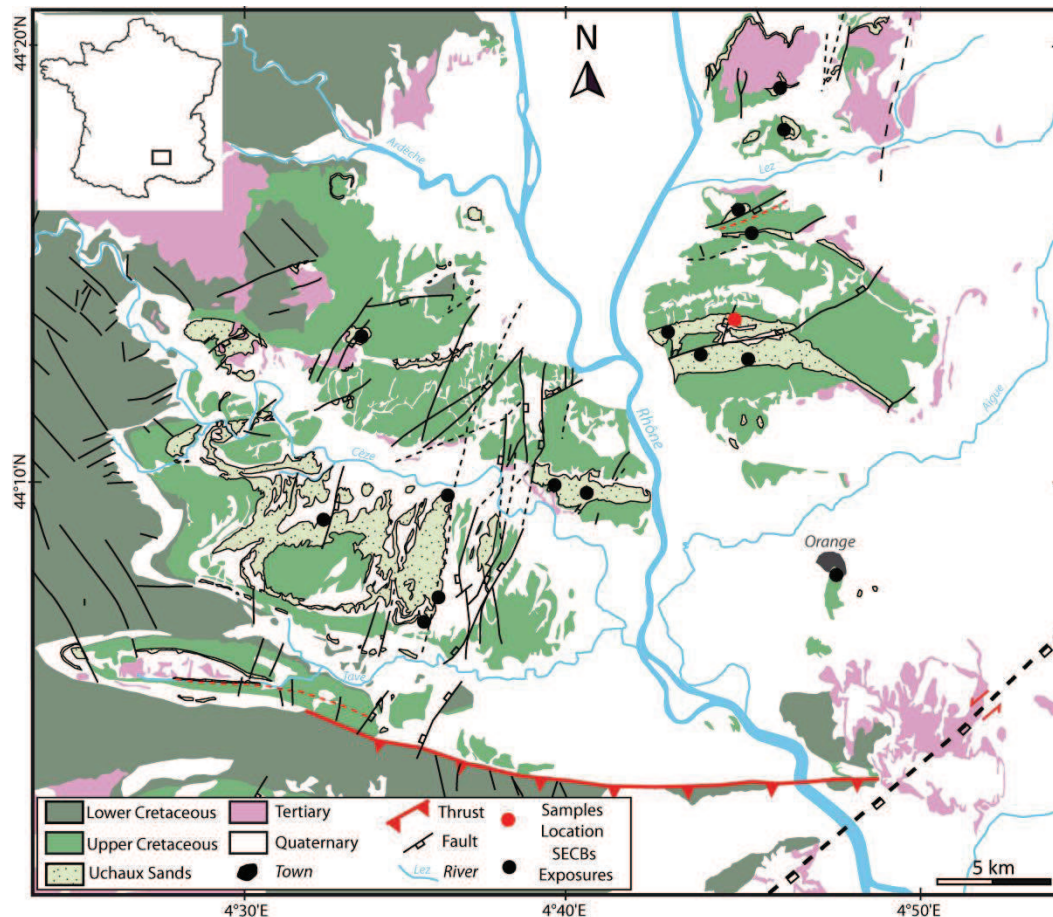 44°20'N
N
Ardèche
Lez
Aigue
Rhône
Cèze
44°10'N
Orange
Tave
Lower Cretaceous
Upper Cretaceous
Uchaux Sands
Tertiary
Quaternary
Town
Thrust
Fault
Lez River
Samples
Location
SECBs
Exposures
5 km
4°30'E
4°40'E
4°50'E